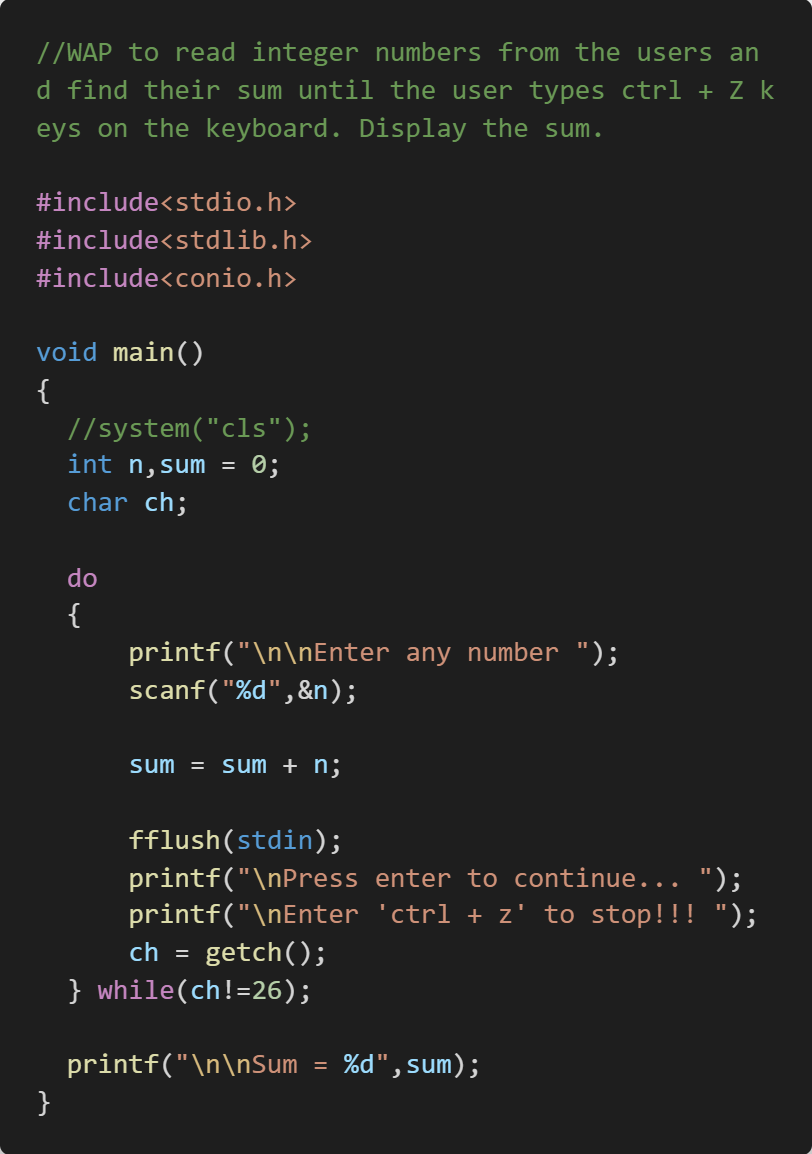 //WAP to read integer numbers from the users an
d find their sum until the user types ctrl + Z k
eys on the keyboard. Display the sum.

#include<stdio.h>
#include<stdlib.h>
#include<conio.h>

void main()
{
  //system("cls");
  int n,sum = 0;
  char ch;

  do
  {
      printf("\n\nEnter any number ");
      scanf("%d",&n);

      sum = sum + n;

      fflush(stdin);
      printf("\nPress enter to continue... ");
      printf("\nEnter 'ctrl + z' to stop!!! ");
      ch = getch();
  } while(ch!=26);

  printf("\n\nSum = %d",sum);
}